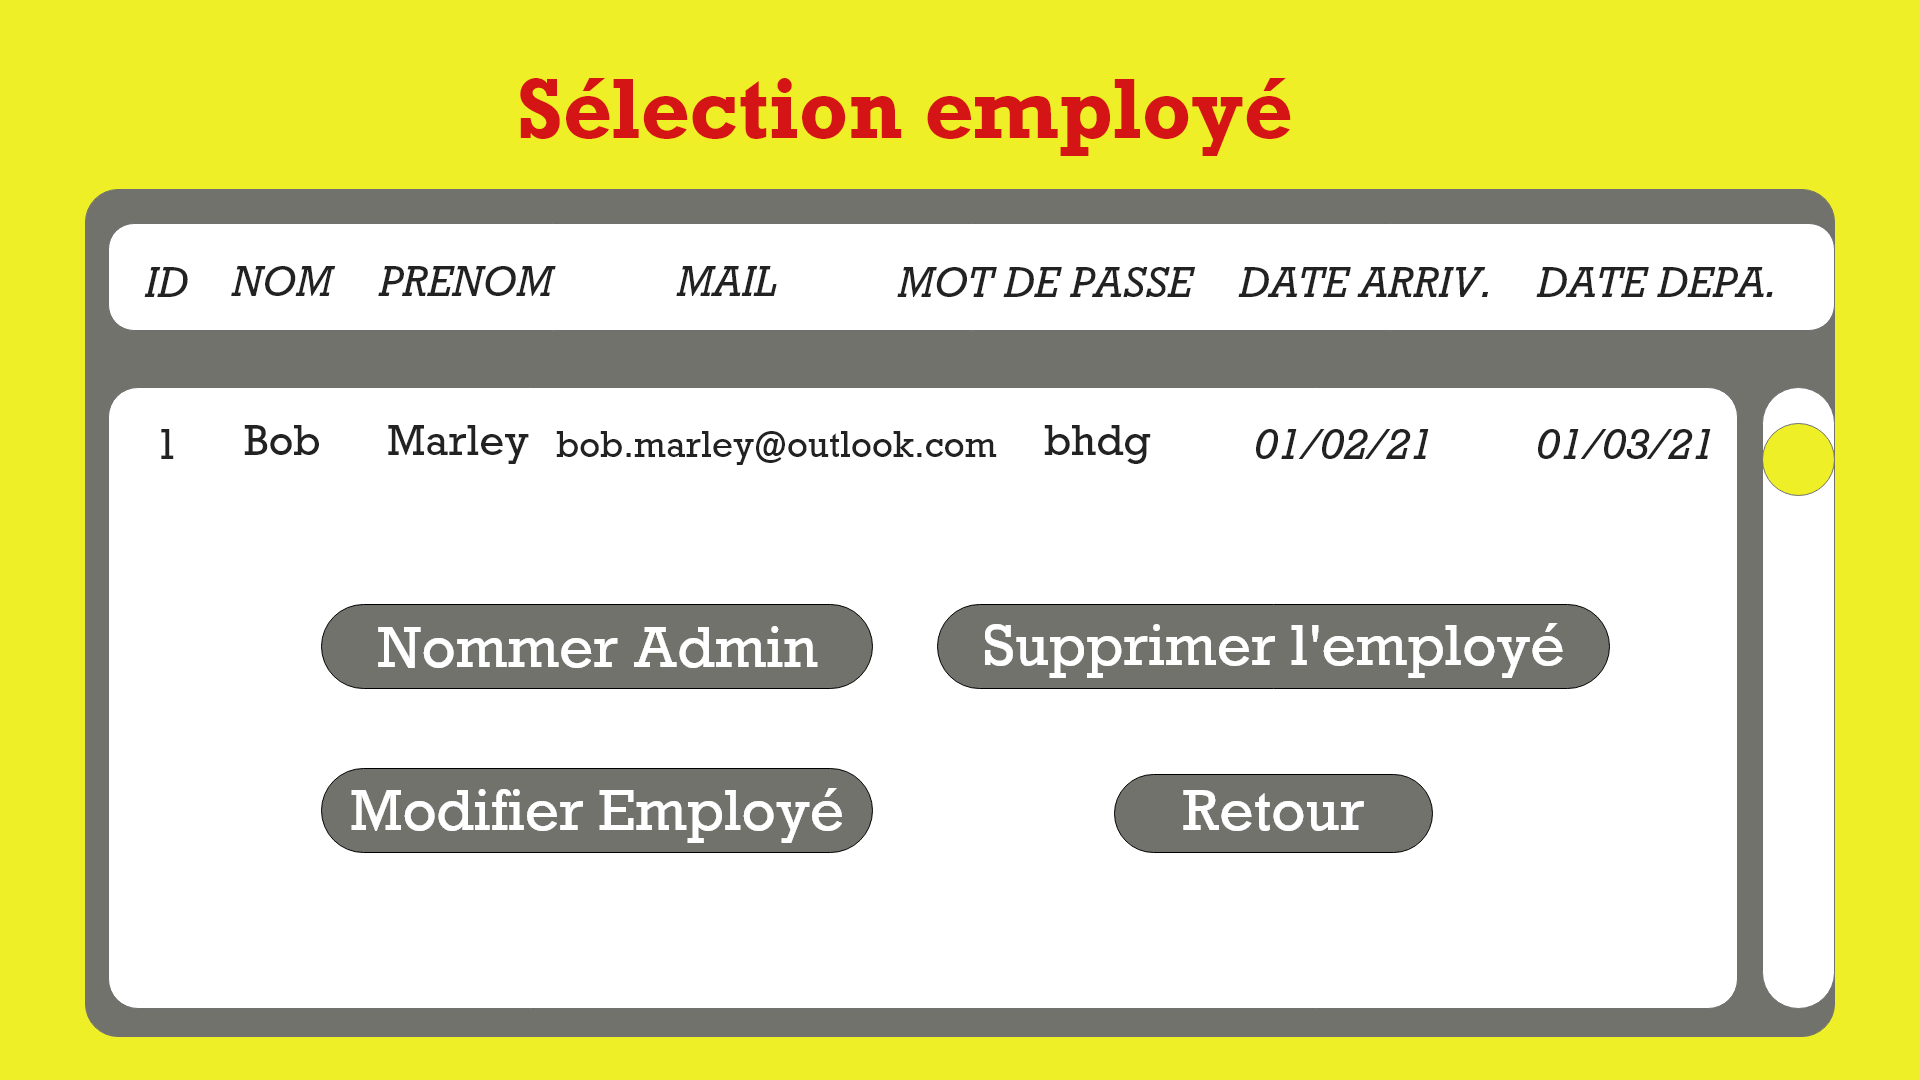 Sélection employé
ID NOM PRENOM MAIL MOT DE PASSE DATE ARRIV. DATE DEPA.
1 Bob Marley bob.marley@outlook.com bhdg 01/02/21 01/03/21
Nommer Admin Supprimer l'employé
Modifier Employé Retour